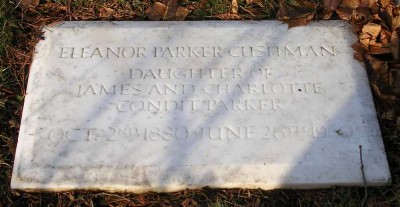 ELEANOR PARKER CUSHMAN
DAUGHTER OF
JAMES AND CHARLOTTE
CONDIT PARKER
OCT. 2ND 1880 JUNE 26TH